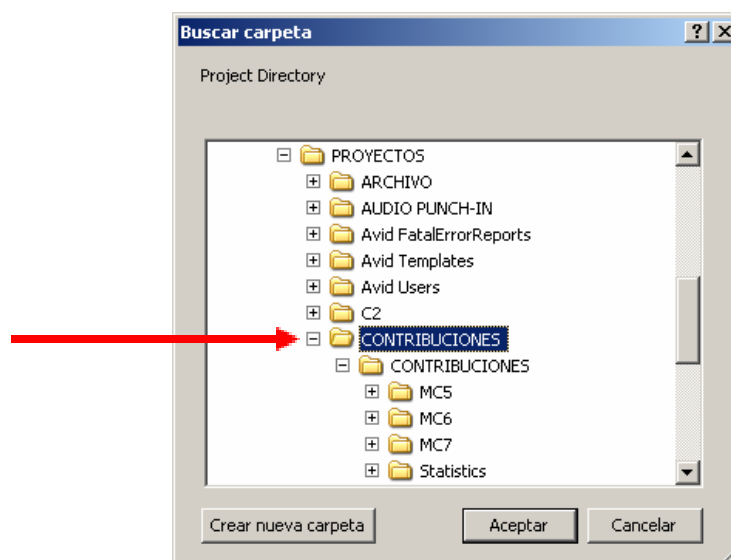 Buscar carpeta
Project Directory
PROYECTOS
ARCHIVO
AUDIO PUNCH-IN
Avid FatalErrorReports
Avid Templates
Avid Users
C2
CONTRIBUCIONES
CONTRIBUCIONES
MC5
MC6
MC7
Statistics
Crear nueva carpeta Aceptar Cancelar